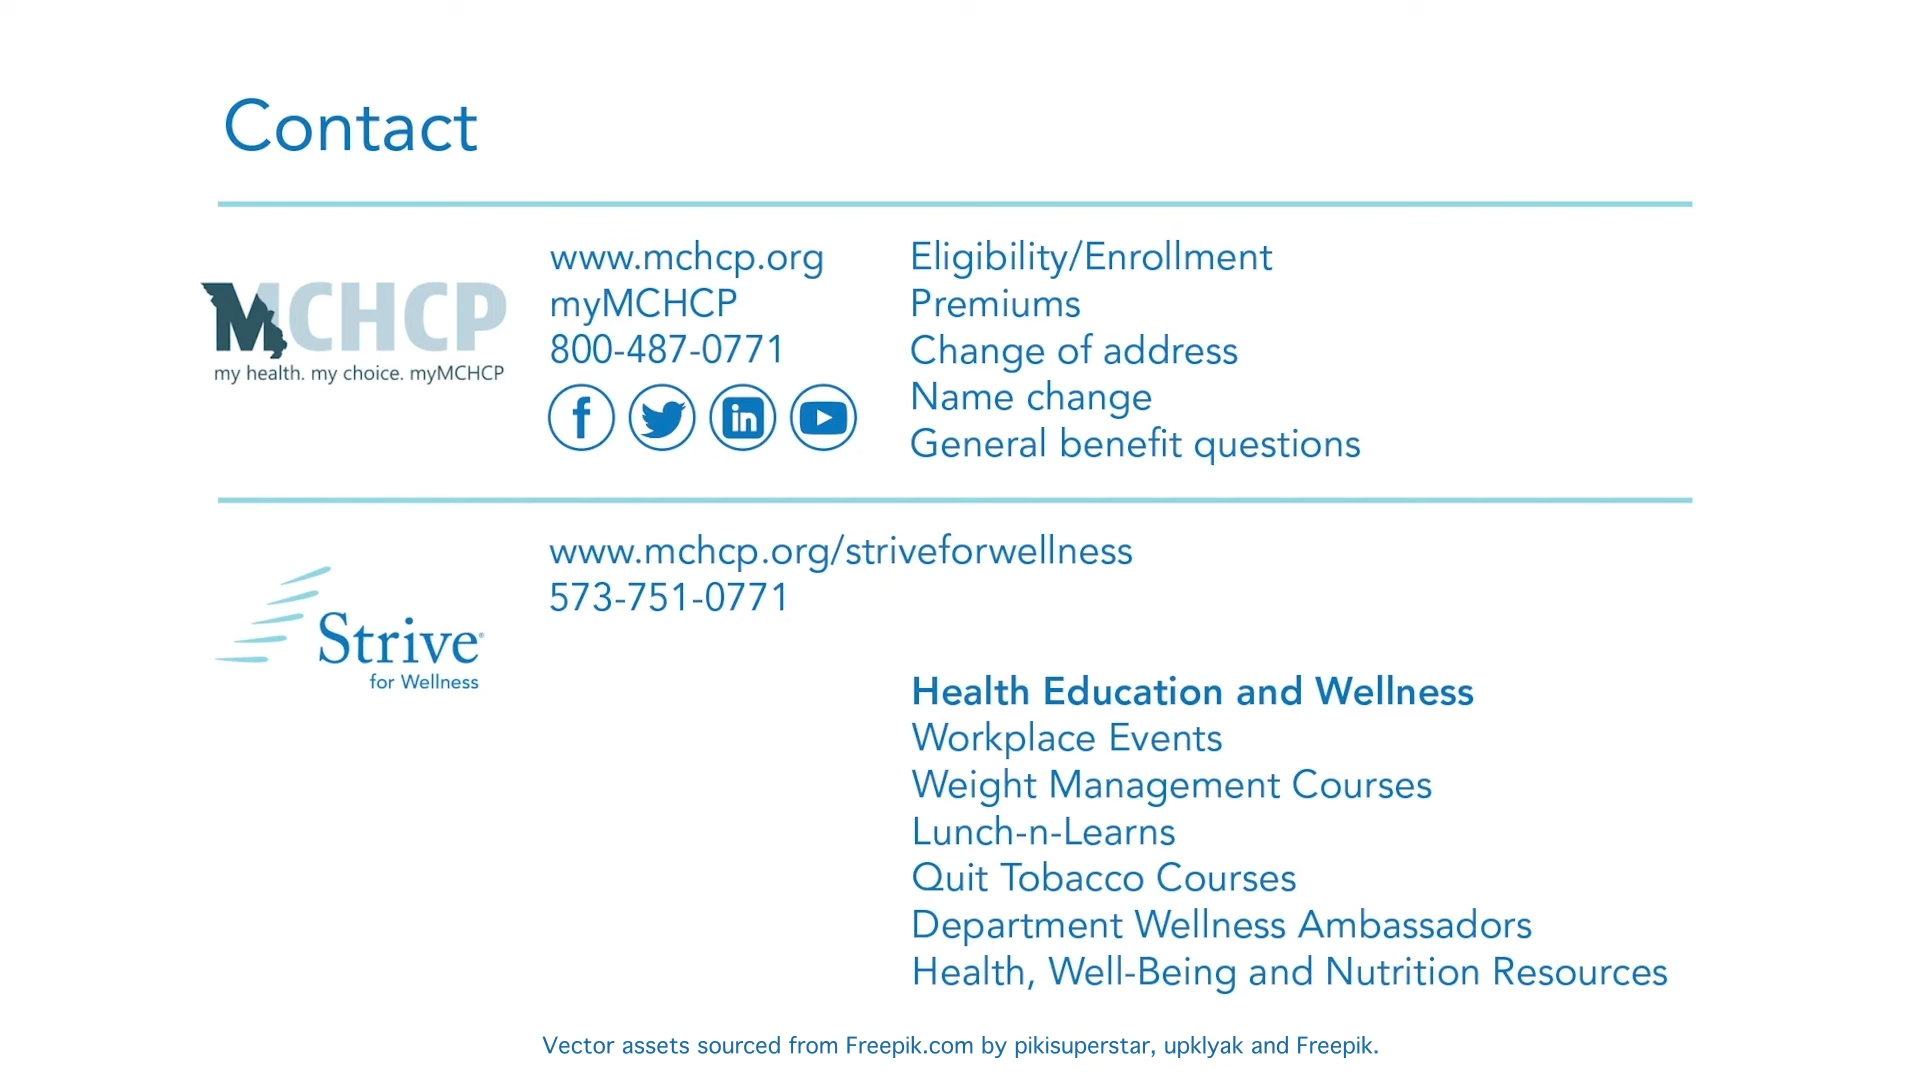 Contact
MCHCP
my health. my choice. myMCHCP
www.mchcp.org
myMCHCP
800-487-0771
f
in
Eligibility/Enrollment
Premiums
Change of address
Name change
General benefit questions
Strive®
for Wellness
www.mchcp.org/striveforwellness
573-751-0771
Health Education and Wellness
Workplace Events
Weight Management Courses
Lunch-n-Learns
Quit Tobacco Courses
Department Wellness Ambassadors
Health, Well-Being and Nutrition Resources
Vector assets sourced from Freepik.com by pikisuperstar, upklyak and Freepik.